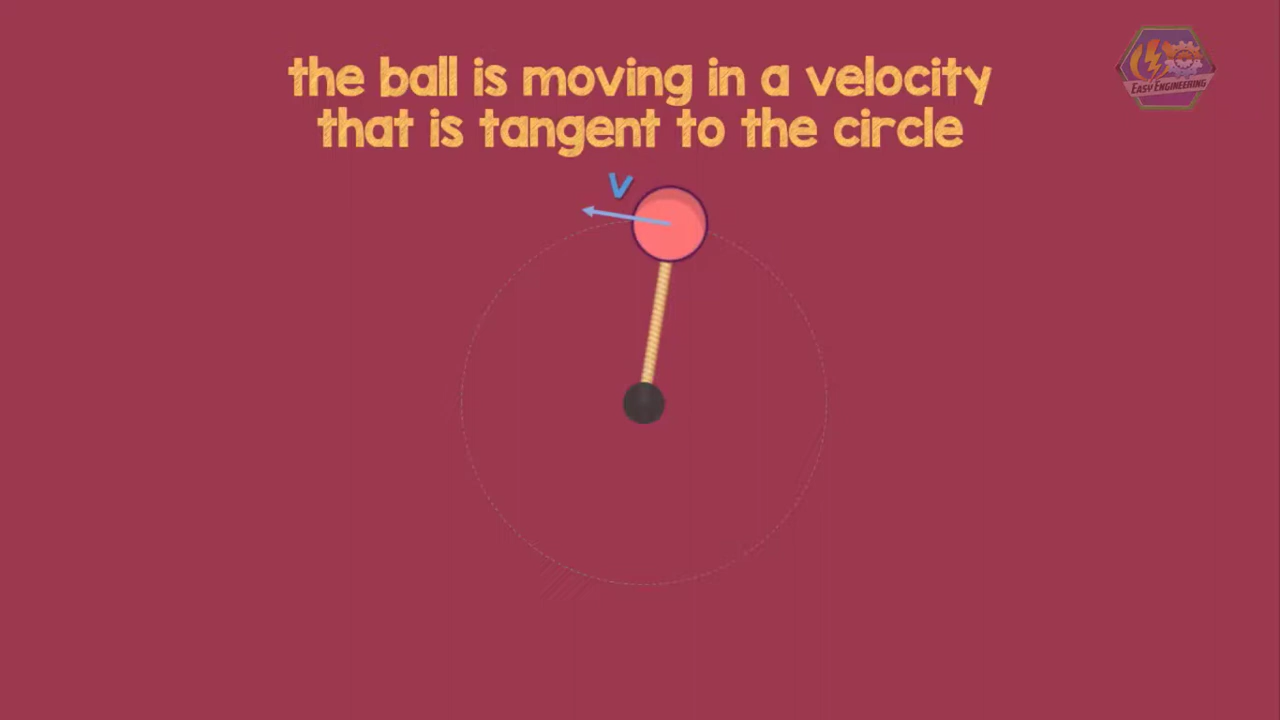 the ball is moving in a velocity
that is tangent to the circle
EASY ENGINEERING
v